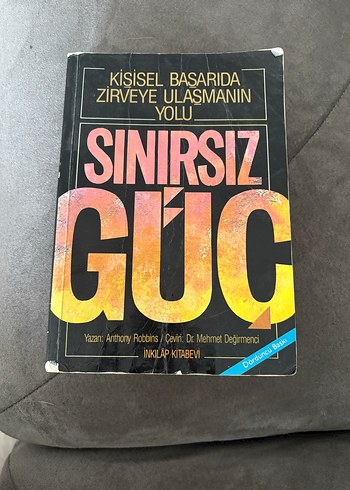 KİŞİSEL BAŞARIDA
ZİRVEYE ULAŞMANIN
YOLU
SINIRSIZ
GÜÇ
Yazan: Anthony Robbins / Çeviri: Dr. Mehmet Değirmenci
İNKILÂP KİTABEVİ
Dördüncü Baskı